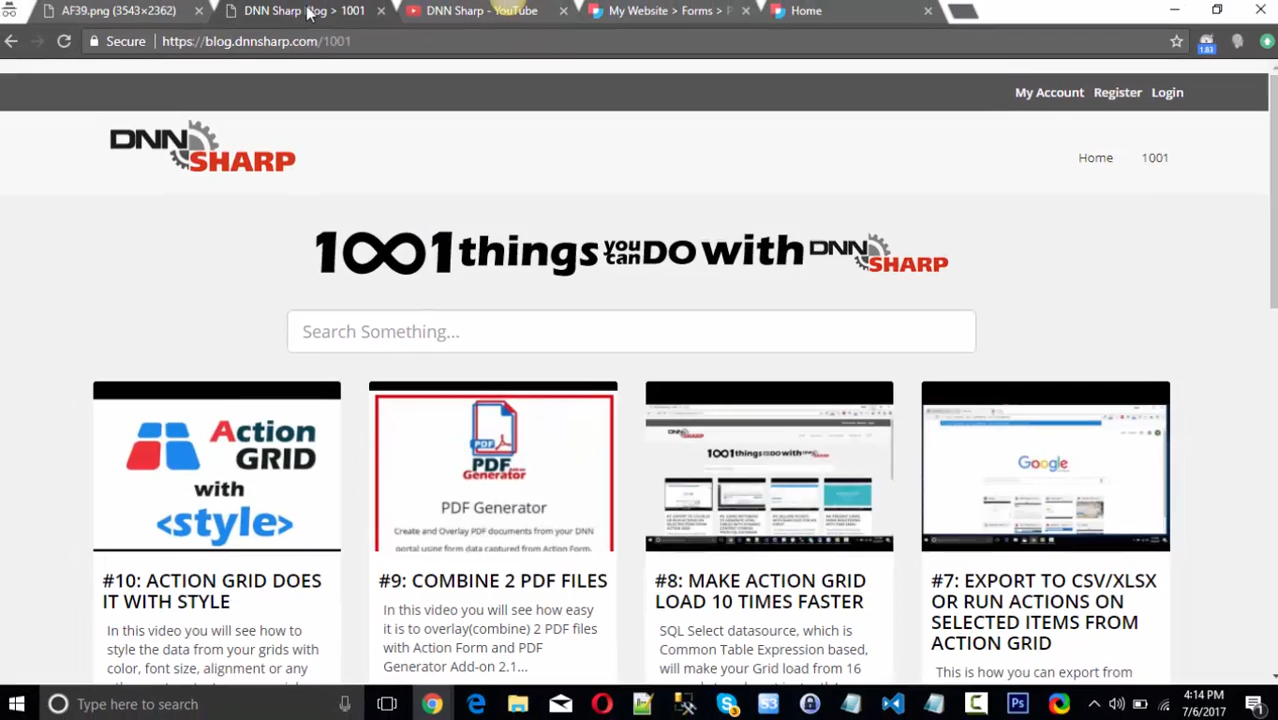 AF39.png (3543×2362)
DNN Sharp Blog > 1001
DNN Sharp - YouTube
My Website > Forms > P
Home
Secure
https://blog.dnnsharp.com/1001
1.83
My Account Register Login
DNN SHARP
Home 1001
1001 things you can DO with DNN SHARP
Search Something...
Action GRID with <style>
PDF
PDF Generator
PDF Generator
Create and Overlay PDF documents from your DNN
portal using form data captured from Action Form.
Google
#10: ACTION GRID DOES
IT WITH STYLE
In this video you will see how to
style the data from your grids with
color, font size, alignment or any
#9: COMBINE 2 PDF FILES
In this video you will see how easy
it is to overlay(combine) 2 PDF files
with Action Form and PDF
Generator Add-on 2.1...
#8: MAKE ACTION GRID
LOAD 10 TIMES FASTER
SQL Select datasource, which is
Common Table Expression based,
will make your Grid load from 16
#7: EXPORT TO CSV/XLSX
OR RUN ACTIONS ON
SELECTED ITEMS FROM
ACTION GRID
This is how you can export from
Type here to search
4:14 PM
7/6/2017